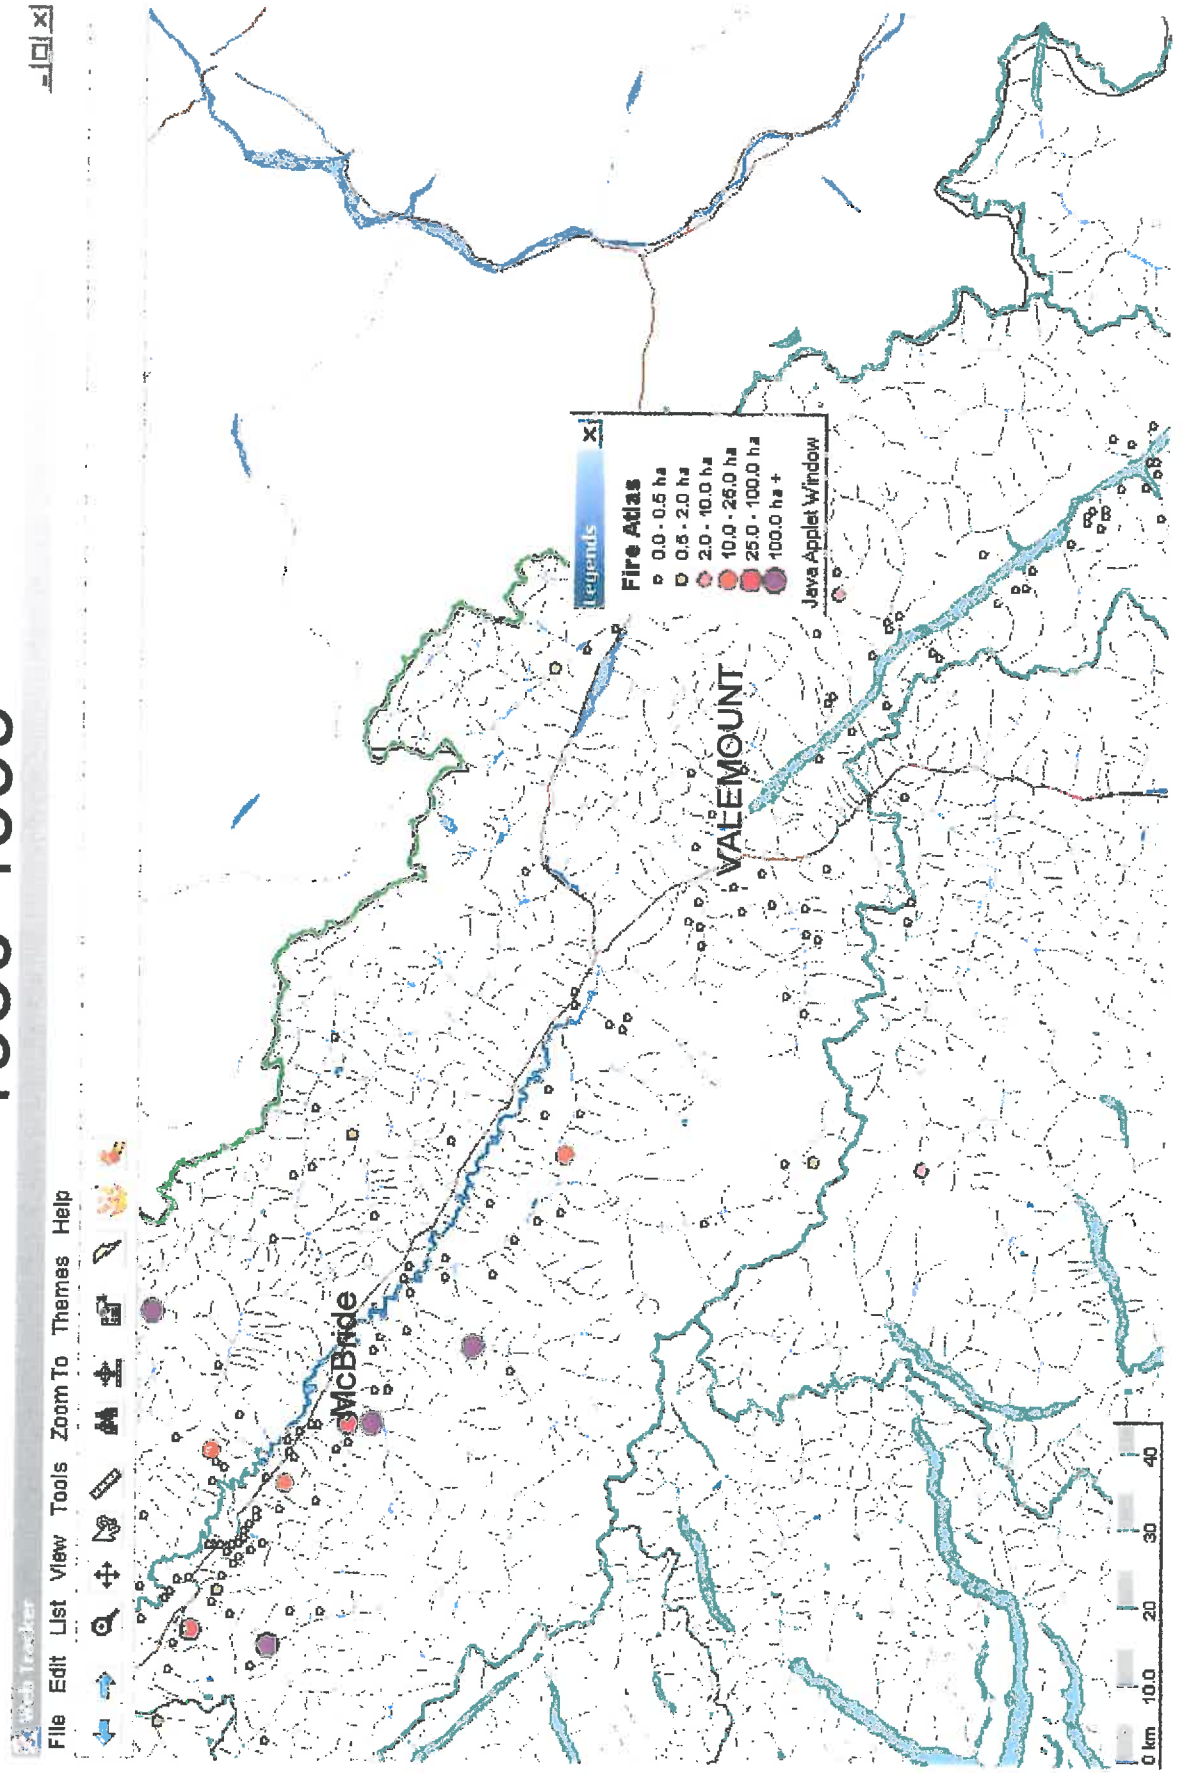 Web Tracker
File Edit List View Tools Zoom To Themes Help
McBride
VALEMOUNT
Legends
Fire Atlas
0.0 - 0.5 ha
0.5 - 2.0 ha
2.0 - 10.0 ha
10.0 - 25.0 ha
25.0 - 100.0 ha
100.0 ha +
Java Applet Window
0 km 10.0 20 30 40